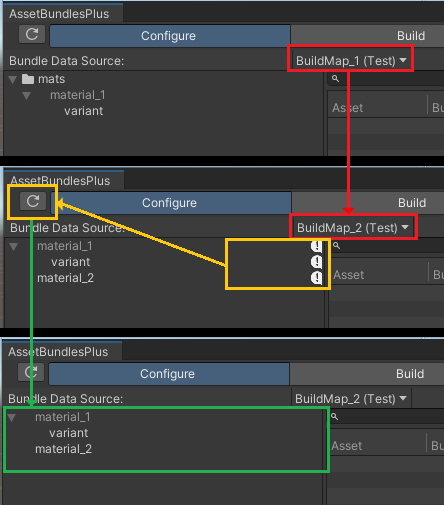 AssetBundlesPlus
Configure Build
Bundle Data Source: BuildMap_1 (Test)
mats
material_1
variant
Asset Bu
AssetBundlesPlus
Configure Build
Bundle Data Source: BuildMap_2 (Test)
material_1
variant
material_2
Asset Bu
AssetBundlesPlus
Configure Build
Bundle Data Source: BuildMap_2 (Test)
material_1
variant
material_2
Asset Bu